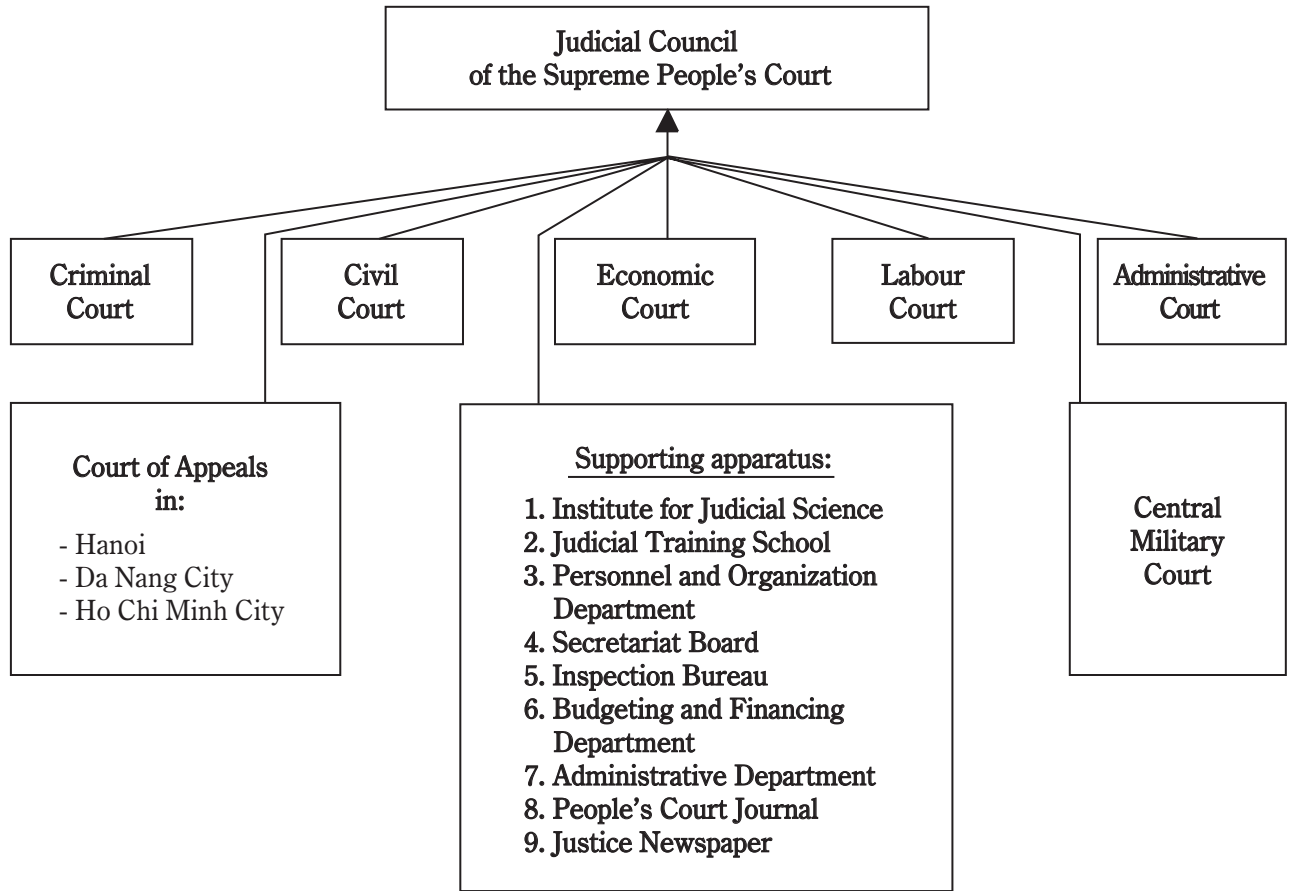 Judicial Council
of the Supreme People’s Court
Criminal
Court
Civil
Court
Economic
Court
Labour
Court
Administrative
Court
Court of Appeals
in:
- Hanoi
- Da Nang City
- Ho Chi Minh City
Supporting apparatus:
1. Institute for Judicial Science
2. Judicial Training School
3. Personnel and Organization
Department
4. Secretariat Board
5. Inspection Bureau
6. Budgeting and Financing
Department
7. Administrative Department
8. People’s Court Journal
9. Justice Newspaper
Central
Military
Court